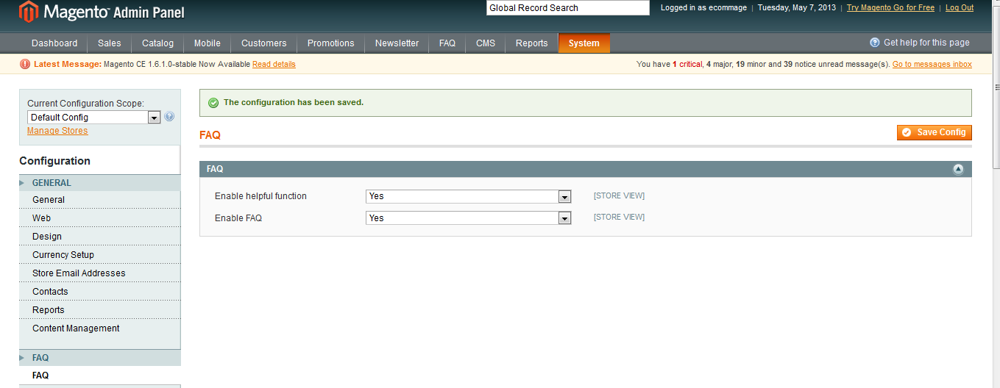 Magento™ Admin Panel
Global Record Search
Logged in as ecommage | Tuesday, May 7, 2013 | Try Magento Go for Free | Log Out
Dashboard Sales Catalog Mobile Customers Promotions Newsletter FAQ CMS Reports System Get help for this page
Latest Message: Magento CE 1.6.1.0-stable Now Available Read details You have 1 critical, 4 major, 19 minor and 39 notice unread message(s). Go to messages inbox
Current Configuration Scope:
Default Config
Manage Stores
Configuration
GENERAL
General
Web
Design
Currency Setup
Store Email Addresses
Contacts
Reports
Content Management
FAQ
FAQ
The configuration has been saved.
FAQ Save Config
FAQ
Enable helpful function Yes [STORE VIEW]
Enable FAQ Yes [STORE VIEW]